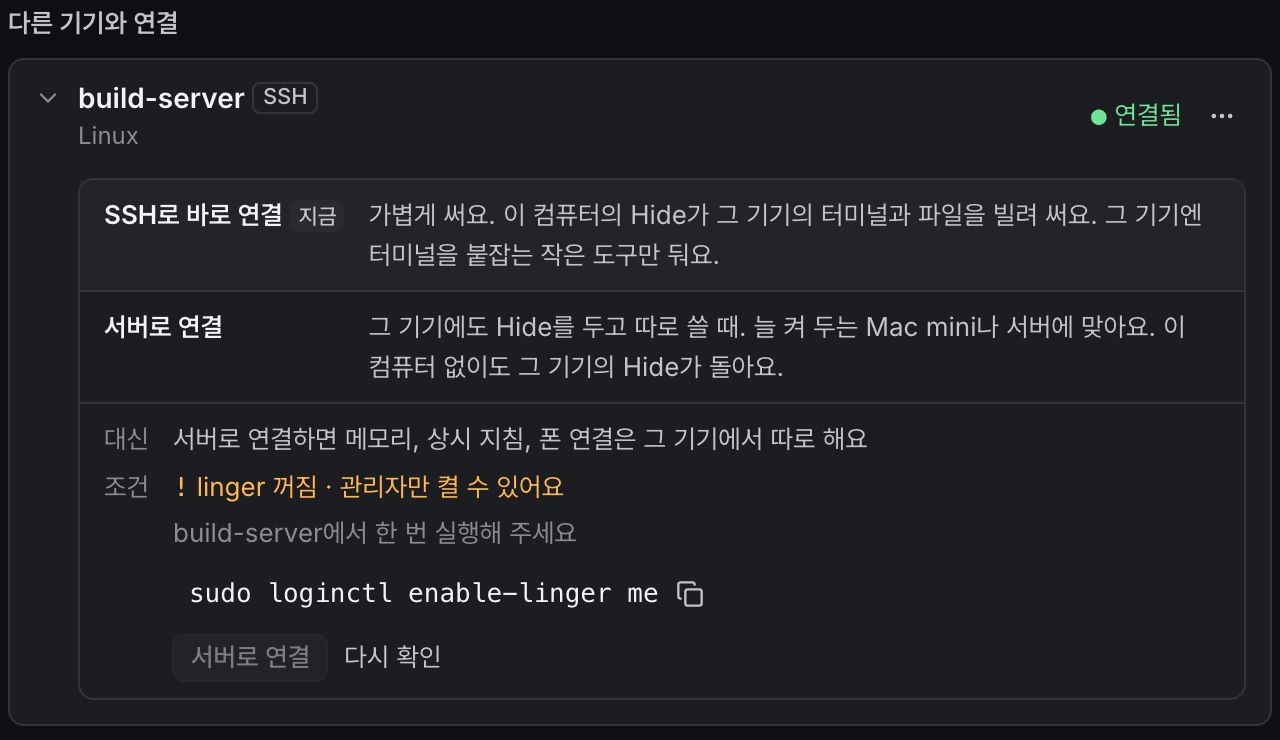 다른 기기와 연결
build-server SSH
Linux
연결됨
SSH로 바로 연결 지금
가볍게 써요. 이 컴퓨터의 Hide가 그 기기의 터미널과 파일을 빌려 써요. 그 기기엔
터미널을 붙잡는 작은 도구만 둬요.
서버로 연결
그 기기에도 Hide를 두고 따로 쓸 때. 늘 켜 두는 Mac mini나 서버에 맞아요. 이
컴퓨터 없이도 그 기기의 Hide가 돌아요.
대신 서버로 연결하면 메모리, 상시 지침, 폰 연결은 그 기기에서 따로 해요
조건 ! linger 꺼짐 · 관리자만 켤 수 있어요
build-server에서 한 번 실행해 주세요
sudo loginctl enable-linger me
서버로 연결 다시 확인